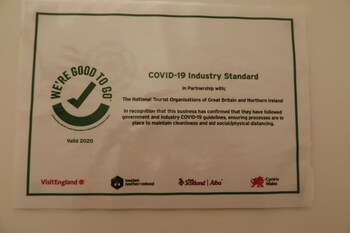 WE'RE GOOD TO GO
Valid 2020
COVID-19 Industry Standard
In Partnership with:
The National Tourist Organisations of Great Britain and Northern Ireland
In recognition that this business has confirmed that they have followed
government and industry COVID-19 guidelines, ensuring processes are in
place to maintain cleanliness and aid social/physical distancing.
VisitEngland
tourism
northernireland
Scotland | Alba
Cymru
Wales